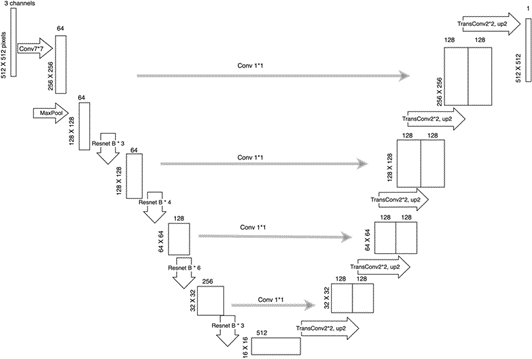 3 channels
512 X 512 pixels
Conv7*7
64
256 X 256
MaxPool
64
128 X 128
Resnet B * 3
64
128 X 128
Resnet B * 4
128
64 X 64
Resnet B * 6
256
32 X 32
Resnet B * 3
512
16 X 16
Conv 1*1
Conv 1*1
Conv 1*1
Conv 1*1
TransConv2*2, up2
128 128
32 X 32
TransConv2*2, up2
128 128
64 X 64
TransConv2*2, up2
128 128
128 X 128
TransConv2*2, up2
128 128
256 X 256
TransConv2*2, up2
1
512 X 512